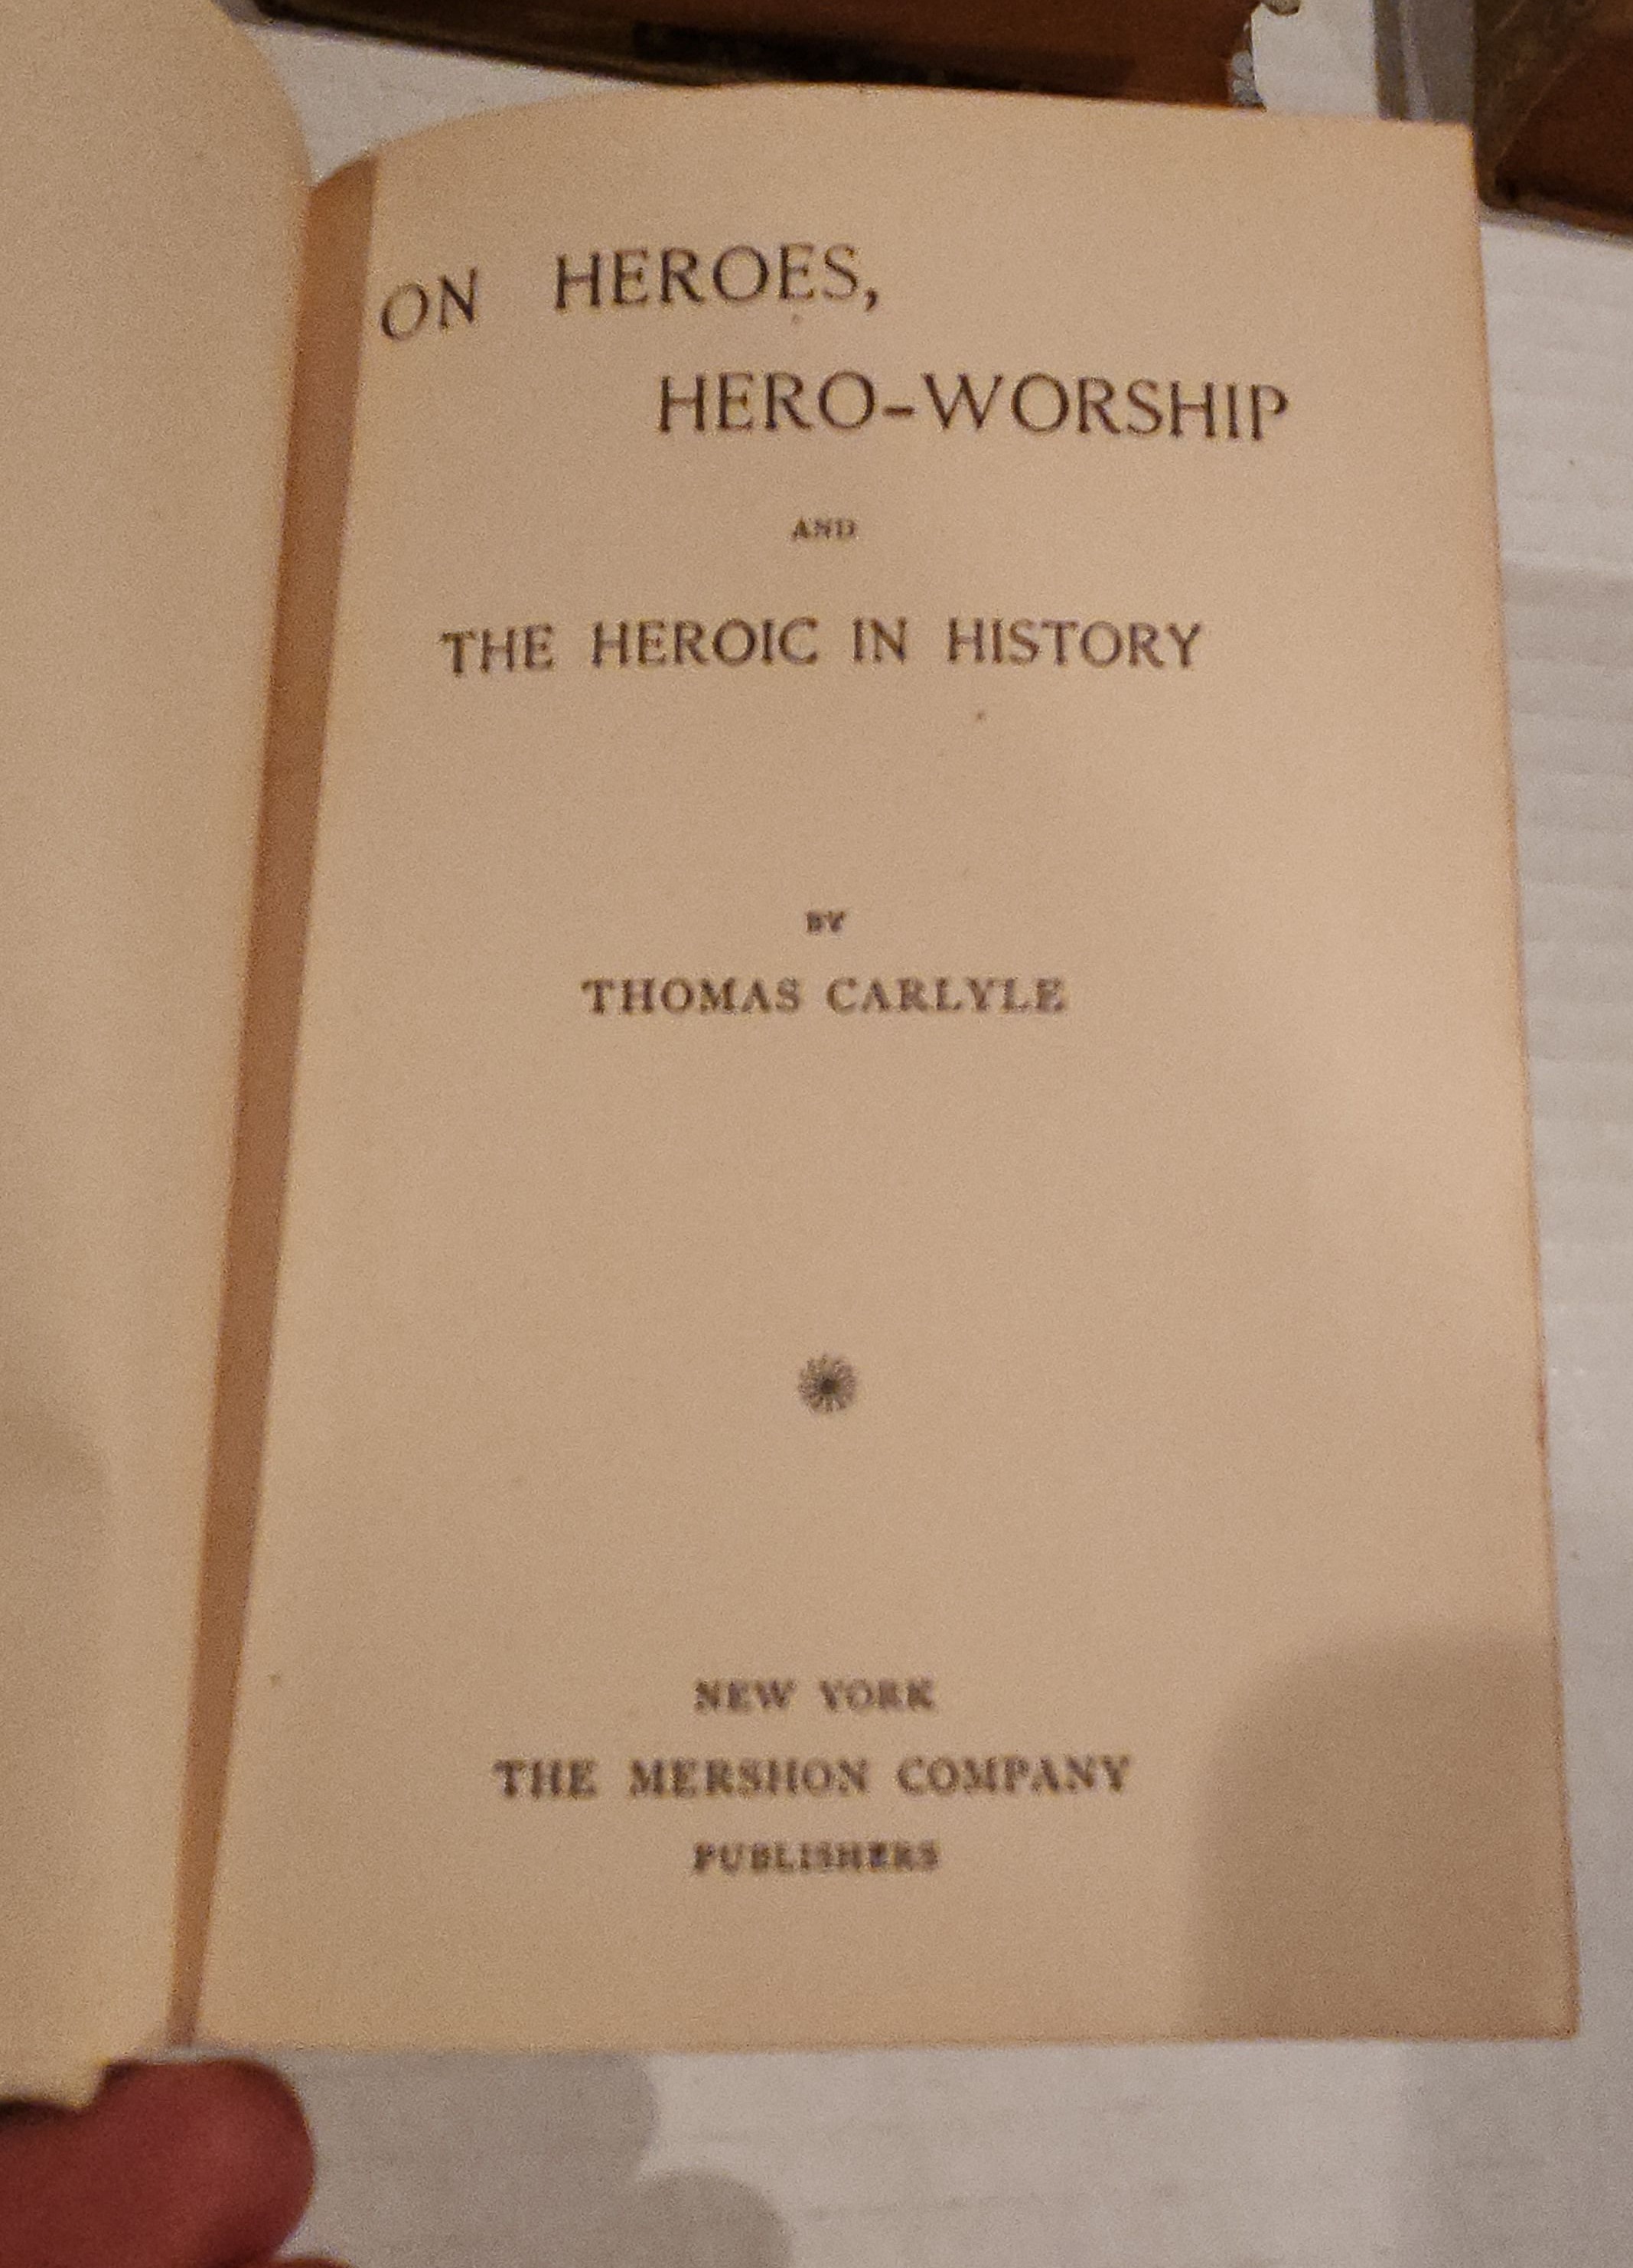 ON HEROES,
HERO-WORSHIP
AND
THE HEROIC IN HISTORY
BY
THOMAS CARLYLE
NEW YORK
THE MERSHON COMPANY
PUBLISHERS